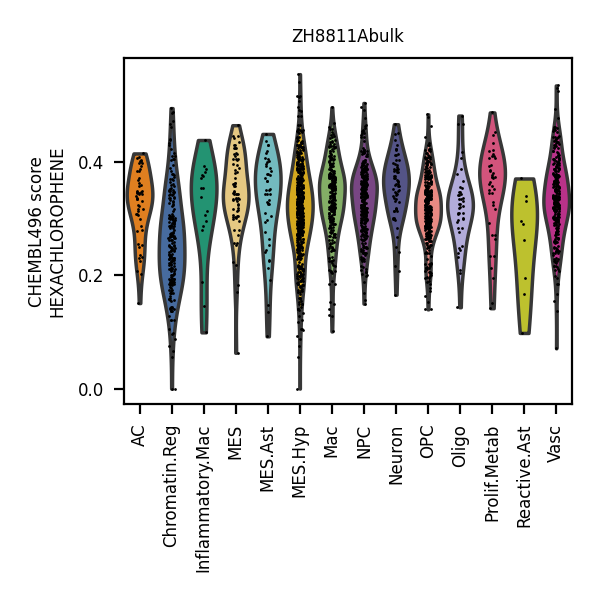 ZH8811Abulk
CHEMBL496 score
HEXACHLOROPHENE
0.4
0.2
0.0
AC
Chromatin.Reg
Inflammatory.Mac
MES
MES.Ast
MES.Hyp
Mac
NPC
Neuron
OPC
Oligo
Prolif.Metab
Reactive.Ast
Vasc